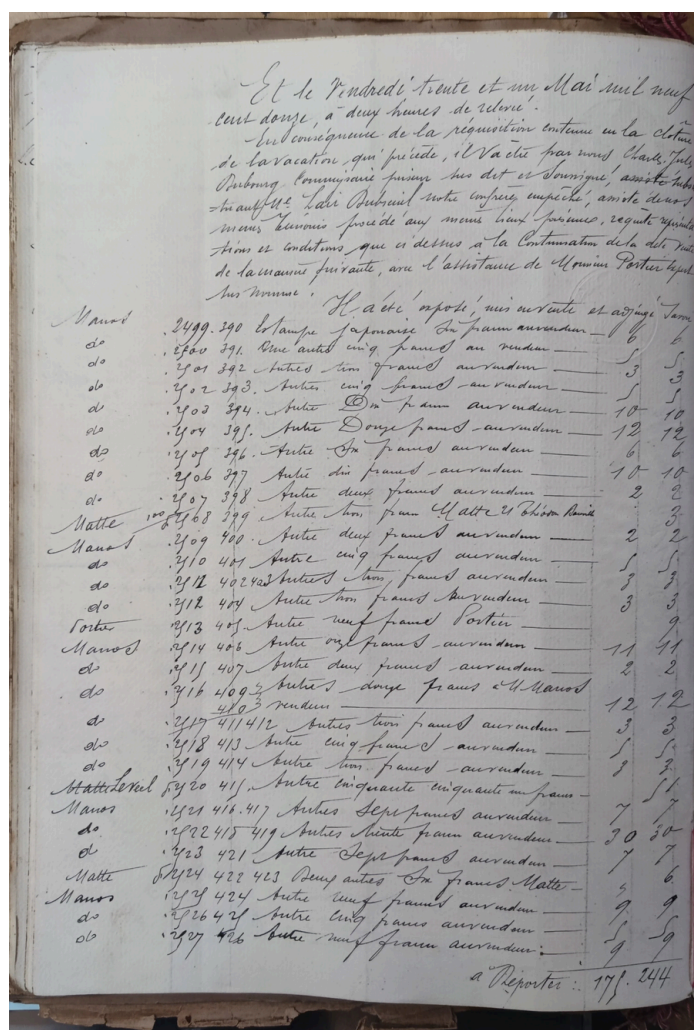 Et le Vendredi trente et un Mai mil neuf
cent douze, à deux heures de relevée.
En conséquence de la réquisition contenue en la clôture
de la vacation qui précède, il va être par nous Charles Jules
Dubourg Commissaire priseur sus dit et soussigné, assisté substi
tuant Me Lair Dubreuil notre confrère empêché, assisté de nos
mêmes témoins procédé aux mêmes lieux présence, requête représenta
tions et conditions que ci dessus à la Continuation de la dite vente
de la manière suivante, avec l'assistance de Monsieur Portier expert
sus nommé.
Il a été exposé, mis en vente et adjugé Savoir
Manos .2499. 390 Estampe japonaise Six francs au vendeur — 6 6
do .2500 391. Une autre cinq francs au vendeur — 5 5
do .2501 392 Autres trois francs au vendeur — 3 3
do .2502 393. Autres cinq francs au vendeur — 5 5
do .2503 394. Autre Dix francs au vendeur — 10 10
do .2504 395. Autre Douze francs au vendeur — 12 12
do .2505 396. Autre Six francs au vendeur — 6 6
do .2506 397 Autre dix francs au vendeur — 10 10
do .2507 398 Autre deux francs au vendeur — 2 2
Matte 2508 399 Autre trois francs Matte 21 3
Manos .2509 400. Autre deux francs au vendeur — 2 2
do .2510 401 Autre cinq francs au vendeur — 5 5
do .2511 402 403 Autres trois francs au vendeur — 3 3
do .2512 404 Autre trois francs au vendeur — 3 3
Portier .2513 405. Autre neuf francs Portier — 9
Manos .2514 406 Autre onze francs au vendeur — 11 11
do .2515 407 Autre deux francs au vendeur — 2 2
do .2516 409 Autres douze francs à M Manos
410 vendeur — 12 12
do .2517 411 412 Autres trois francs au vendeur — 3 3
do .2518 413 Autre cinq francs au vendeur — 5 5
do .2519 414 Autre trois francs au vendeur — 3 3
Matte Leveil 2520 415. Autre cinquante cinquante un francs — 51
Manos .2521 416.417 Autres Sept francs au vendeur — 7 7
do .2522 418 419 Autres trente francs au vendeur — 30 30
do .2523 421 Autre Sept francs au vendeur — 7 7
Matte 2524 422 423 Deux autres Six francs Matte — 6
Manos .2525 424 Autre neuf francs au vendeur — 9 9
do .2526 425 Autre cinq francs au vendeur — 5 5
do .2527 426 Autre neuf francs au vendeur. 9 9
à Reporter : 175. 244